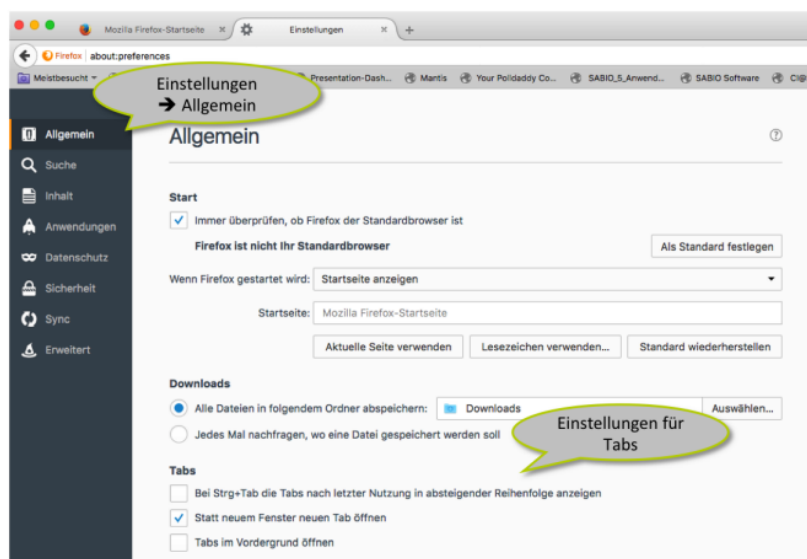 Mozilla Firefox-Startseite
Einstellungen
Firefox about:preferences
Meistbesucht
Presentation-Dash... Mantis Your Polldaddy Co... SABIO_5_Anwend... SABIO Software CI@
Einstellungen
➔ Allgemein
Allgemein
Suche
Inhalt
Anwendungen
Datenschutz
Sicherheit
Sync
Erweitert
Allgemein
Start
Immer überprüfen, ob Firefox der Standardbrowser ist
Firefox ist nicht Ihr Standardbrowser
Als Standard festlegen
Wenn Firefox gestartet wird: Startseite anzeigen
Startseite: Mozilla Firefox-Startseite
Aktuelle Seite verwenden
Lesezeichen verwenden...
Standard wiederherstellen
Downloads
Alle Dateien in folgendem Ordner abspeichern: Downloads
Auswählen...
Jedes Mal nachfragen, wo eine Datei gespeichert werden soll
Einstellungen für
Tabs
Tabs
Bei Strg+Tab die Tabs nach letzter Nutzung in absteigender Reihenfolge anzeigen
Statt neuem Fenster neuen Tab öffnen
Tabs im Vordergrund öffnen